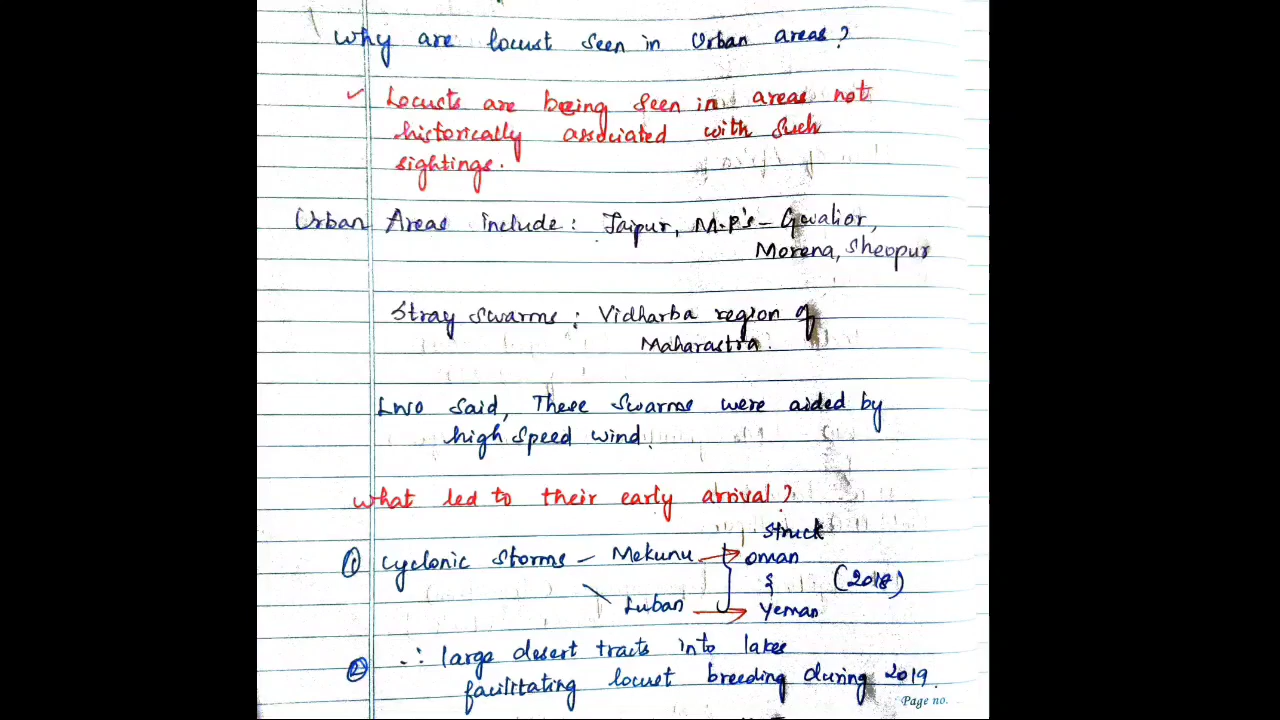 Why are locust seen in Urban areas?
✓ Locusts are being seen in areas not
historically associated with such
sightings.
Urban Areas include : Jaipur, M.P's - Gwalior,
Morena, Sheopur
Stray swarms : Vidharba region of
Maharastra.
LWO said, These swarms were aided by
high speed wind.
What led to their early arrival?
struck
① Cyclonic storms - Mekunu → Oman
& (2018)
Luban → Yeman
② ∴ large desert tracts into lakes
facilitating locust breeding during 2019.
Page no.